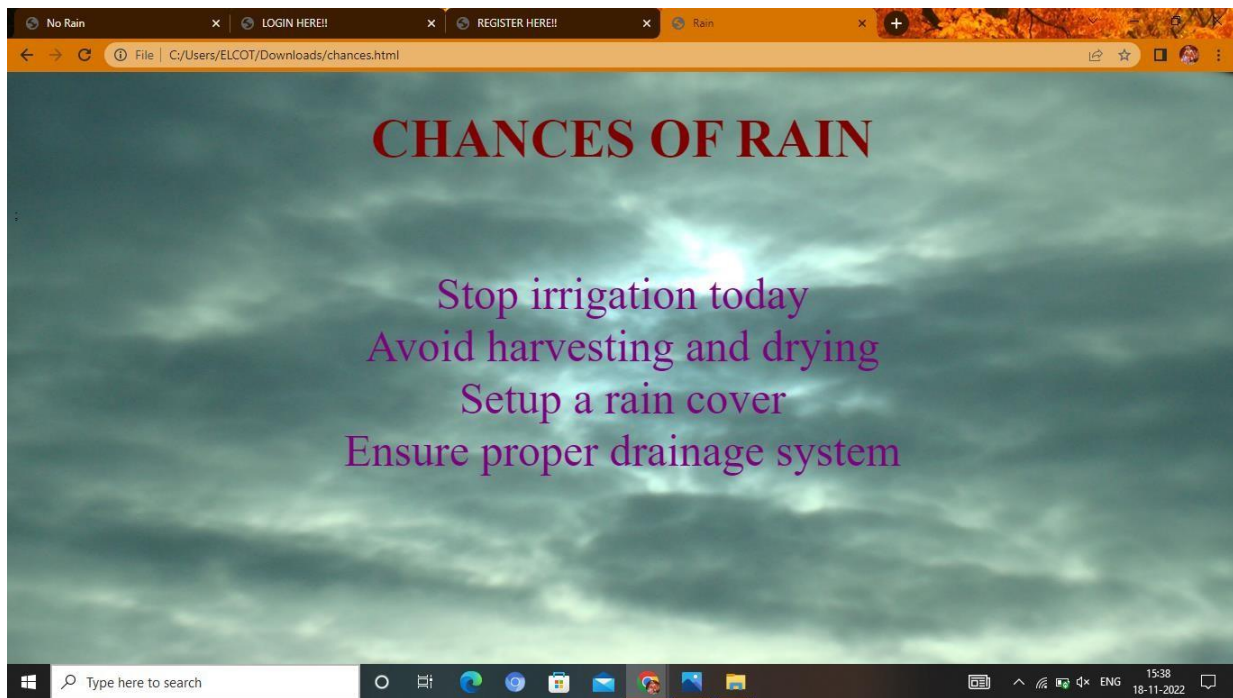 No Rain
LOGIN HERE!!
REGISTER HERE!!
Rain
File | C:/Users/ELCOT/Downloads/chances.html
CHANCES OF RAIN
;
Stop irrigation today
Avoid harvesting and drying
Setup a rain cover
Ensure proper drainage system
Type here to search
ENG
15:38
18-11-2022